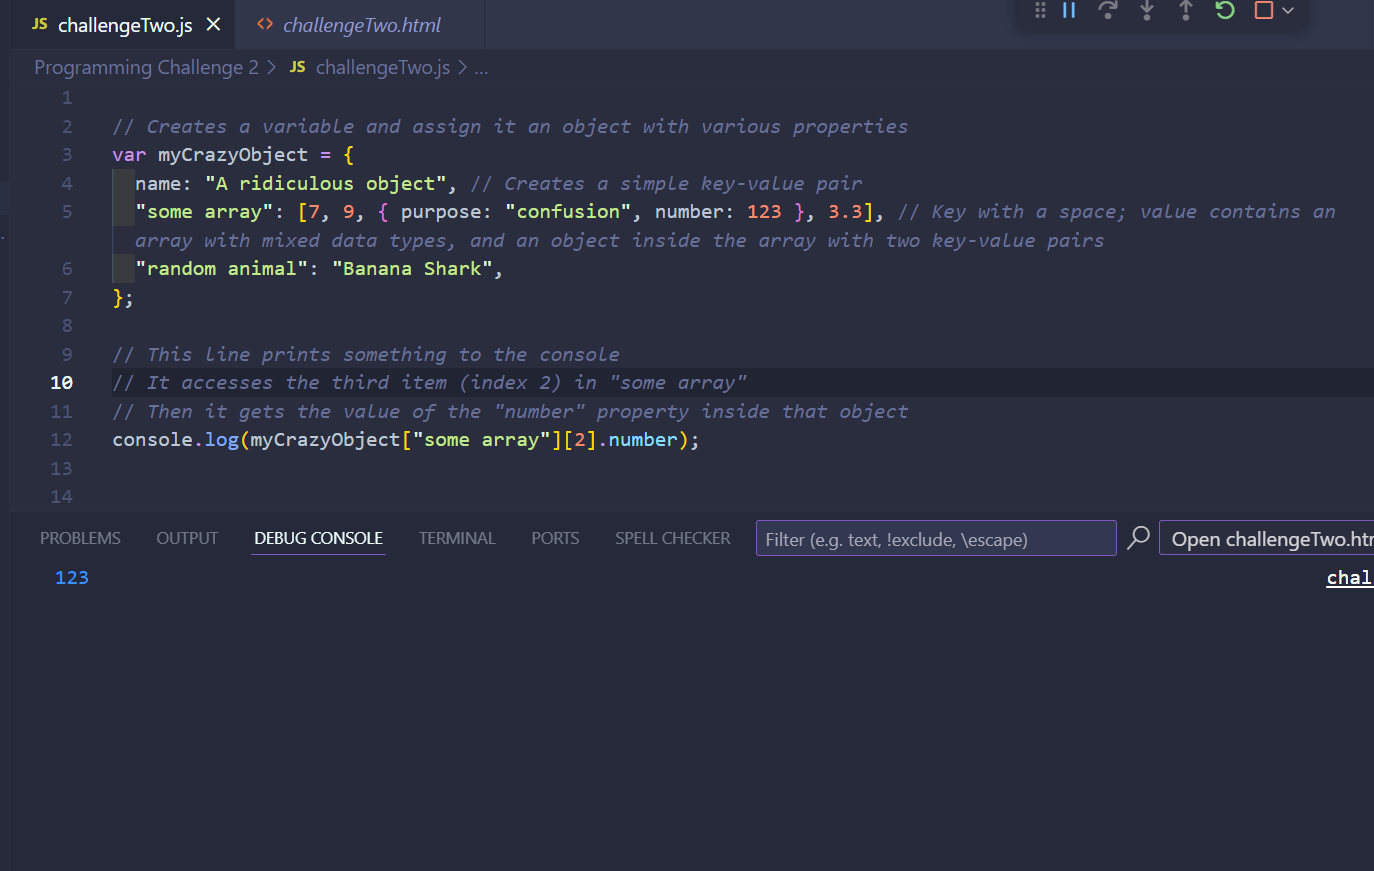 JS challengeTwo.js × <> challengeTwo.html
Programming Challenge 2 > JS challengeTwo.js > ...
1
2 // Creates a variable and assign it an object with various properties
3 var myCrazyObject = {
4 name: "A ridiculous object", // Creates a simple key-value pair
5 "some array": [7, 9, { purpose: "confusion", number: 123 }, 3.3], // Key with a space; value contains an
array with mixed data types, and an object inside the array with two key-value pairs
6 "random animal": "Banana Shark",
7 };
8
9 // This line prints something to the console
10 // It accesses the third item (index 2) in "some array"
11 // Then it gets the value of the "number" property inside that object
12 console.log(myCrazyObject["some array"][2].number);
13
14
PROBLEMS OUTPUT DEBUG CONSOLE TERMINAL PORTS SPELL CHECKER Filter (e.g. text, !exclude, \escape) Open challengeTwo.htm
123 chal